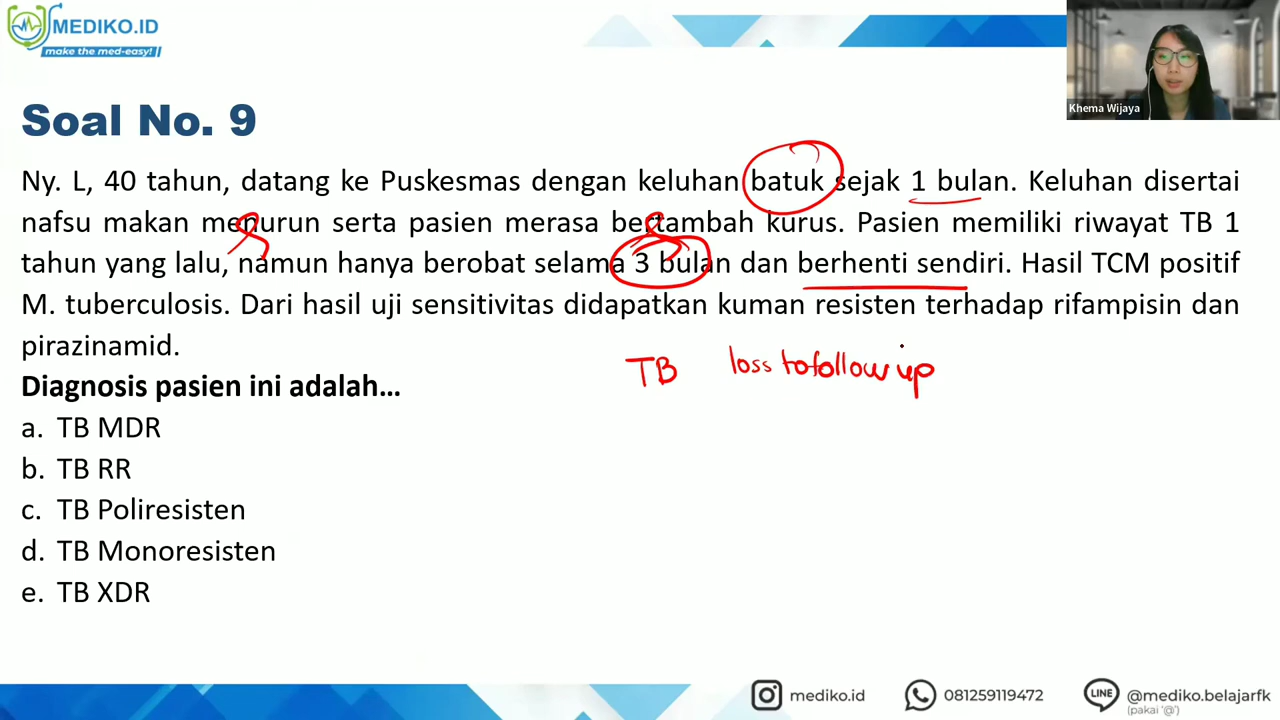 MEDIKO.ID
make the med-easy!
Khema Wijaya
Soal No. 9
Ny. L, 40 tahun, datang ke Puskesmas dengan keluhan batuk sejak 1 bulan. Keluhan disertai
nafsu makan menurun serta pasien merasa bertambah kurus. Pasien memiliki riwayat TB 1
tahun yang lalu, namun hanya berobat selama 3 bulan dan berhenti sendiri. Hasil TCM positif
M. tuberculosis. Dari hasil uji sensitivitas didapatkan kuman resisten terhadap rifampisin dan
pirazinamid.
TB loss to follow up
Diagnosis pasien ini adalah...
a. TB MDR
b. TB RR
c. TB Poliresisten
d. TB Monoresisten
e. TB XDR
mediko.id
081259119472
LINE
@mediko.belajarfk
(pakai '@')